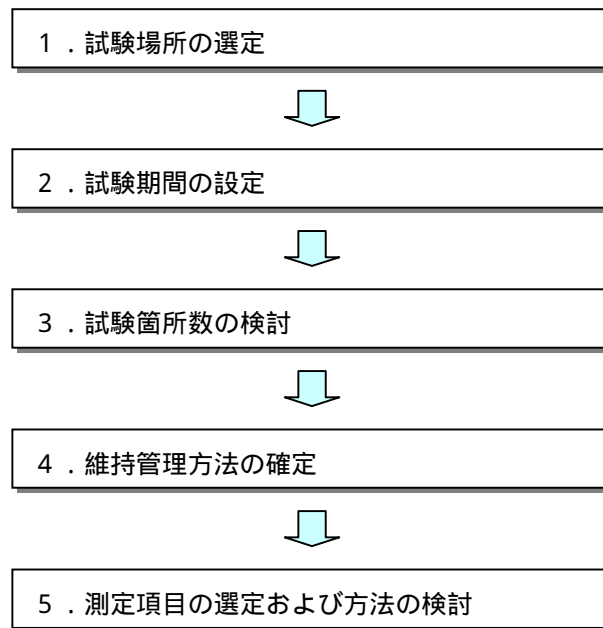 １．試験場所の選定
２．試験期間の設定
３．試験箇所数の検討
４．維持管理方法の確定
５．測定項目の選定および方法の検討